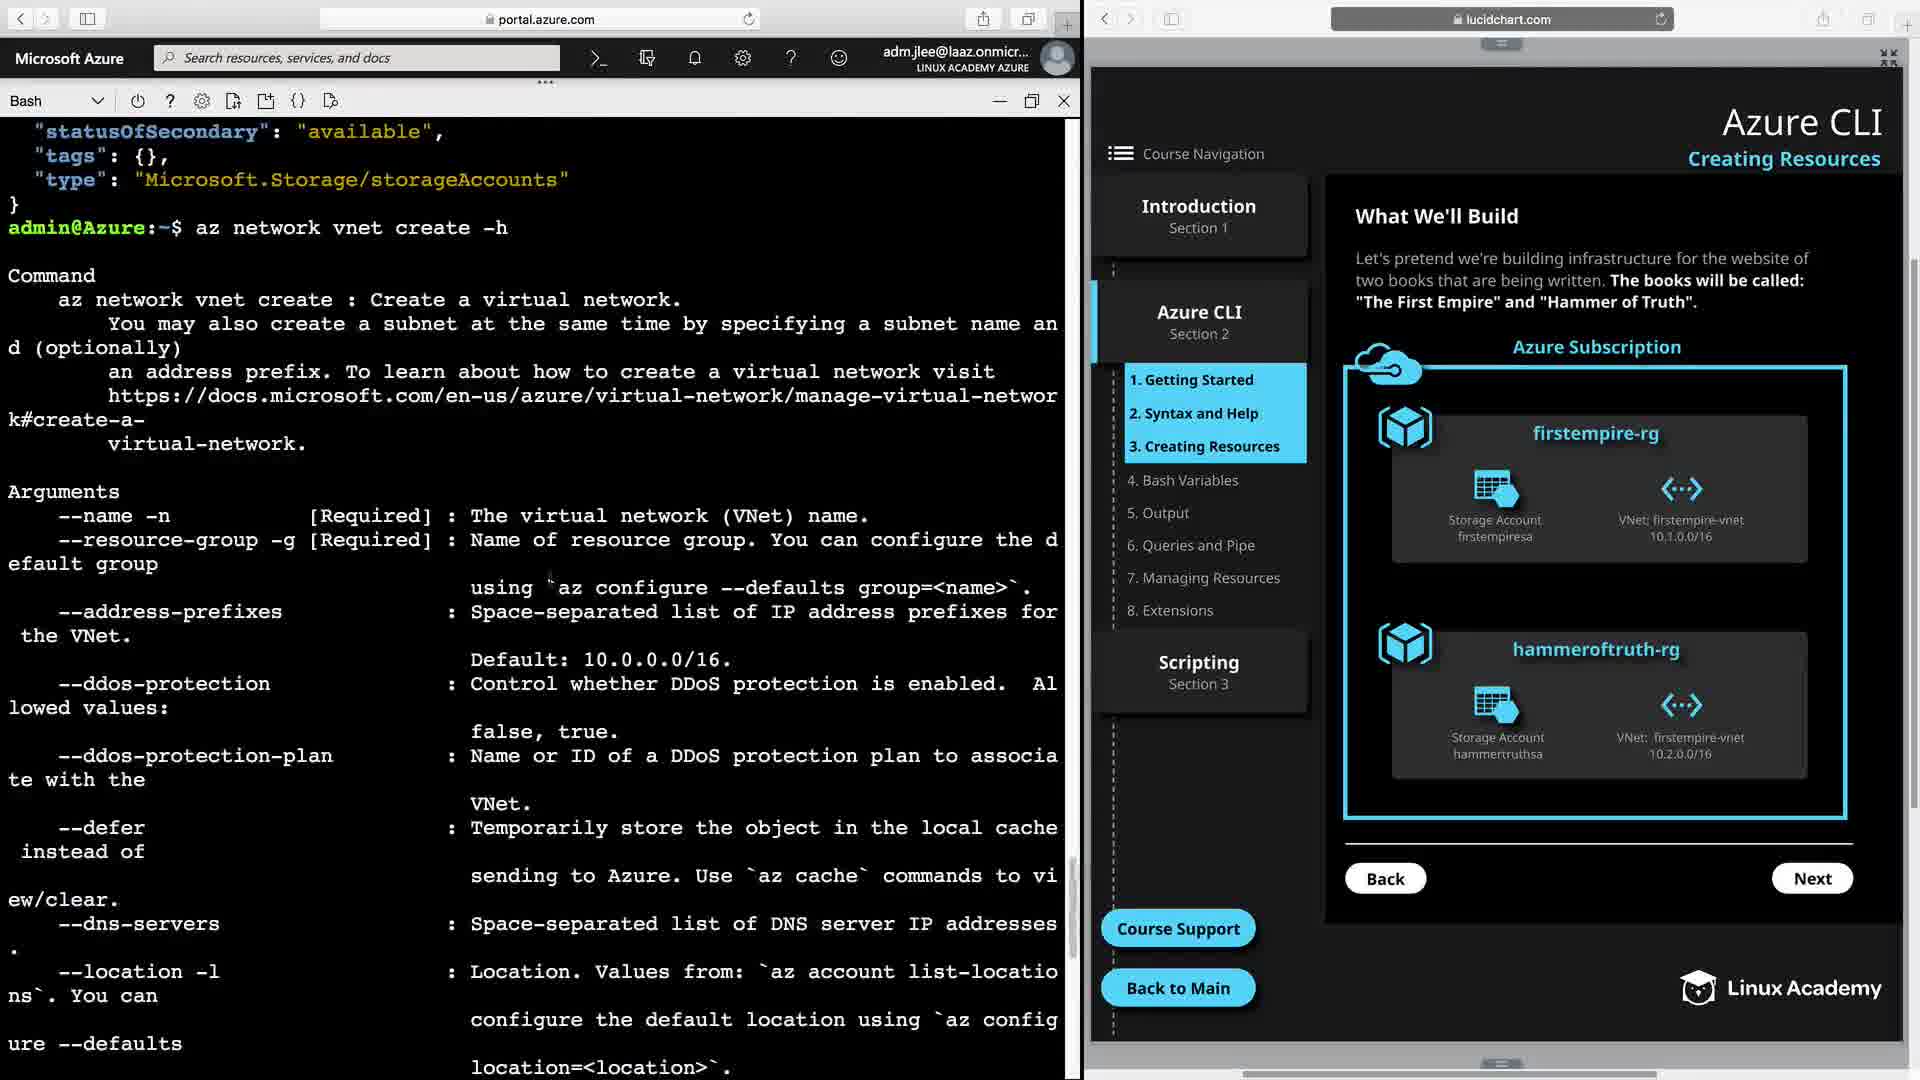 portal.azure.com
Microsoft Azure
Search resources, services, and docs
adm.jlee@laaz.onmicr...
LINUX ACADEMY AZURE
Bash
"statusOfSecondary": "available",
"tags": {},
"type": "Microsoft.Storage/storageAccounts"
}
admin@Azure:~$ az network vnet create -h
Command
az network vnet create : Create a virtual network.
You may also create a subnet at the same time by specifying a subnet name an
d (optionally)
an address prefix. To learn about how to create a virtual network visit
https://docs.microsoft.com/en-us/azure/virtual-network/manage-virtual-networ
k#create-a-
virtual-network.
Arguments
--name -n [Required] : The virtual network (VNet) name.
--resource-group -g [Required] : Name of resource group. You can configure the d
efault group
using `az configure --defaults group=<name>`.
--address-prefixes : Space-separated list of IP address prefixes for
the VNet.
Default: 10.0.0.0/16.
--ddos-protection : Control whether DDoS protection is enabled.  Al
lowed values:
false, true.
--ddos-protection-plan : Name or ID of a DDoS protection plan to associa
te with the
VNet.
--defer : Temporarily store the object in the local cache
instead of
sending to Azure. Use `az cache` commands to vi
ew/clear.
--dns-servers : Space-separated list of DNS server IP addresses
.
--location -l : Location. Values from: `az account list-locatio
ns`. You can
configure the default location using `az config
ure --defaults
location=<location>`.
lucidchart.com
Azure CLI
Creating Resources
Course Navigation
Introduction
Section 1
Azure CLI
Section 2
1. Getting Started
2. Syntax and Help
3. Creating Resources
4. Bash Variables
5. Output
6. Queries and Pipe
7. Managing Resources
8. Extensions
Scripting
Section 3
Course Support
Back to Main
What We'll Build
Let's pretend we're building infrastructure for the website of
two books that are being written. The books will be called:
"The First Empire" and "Hammer of Truth".
Azure Subscription
firstempire-rg
Storage Account
firstempiresa
VNet: firstempire-vnet
10.1.0.0/16
hammeroftruth-rg
Storage Account
hammertruthsa
VNet: firstempire-vnet
10.2.0.0/16
Back
Next
Linux Academy